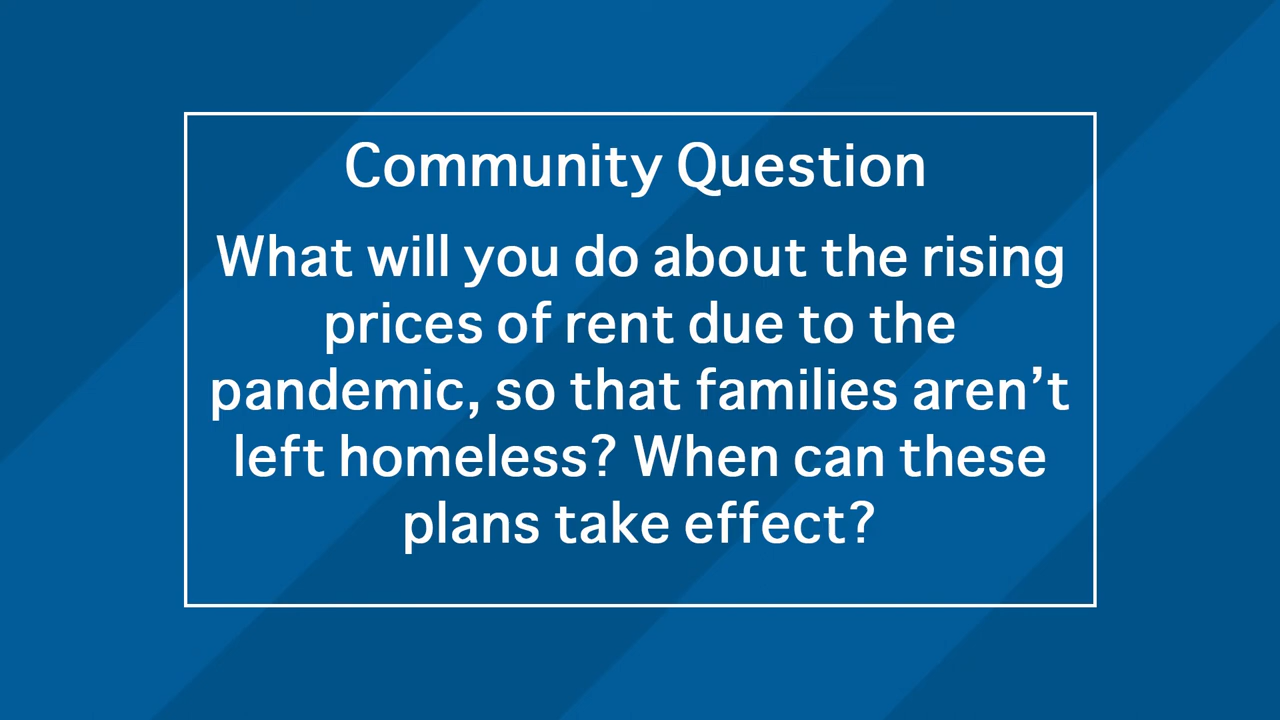 Community Question
What will you do about the rising
prices of rent due to the
pandemic, so that families aren’t
left homeless? When can these
plans take effect?